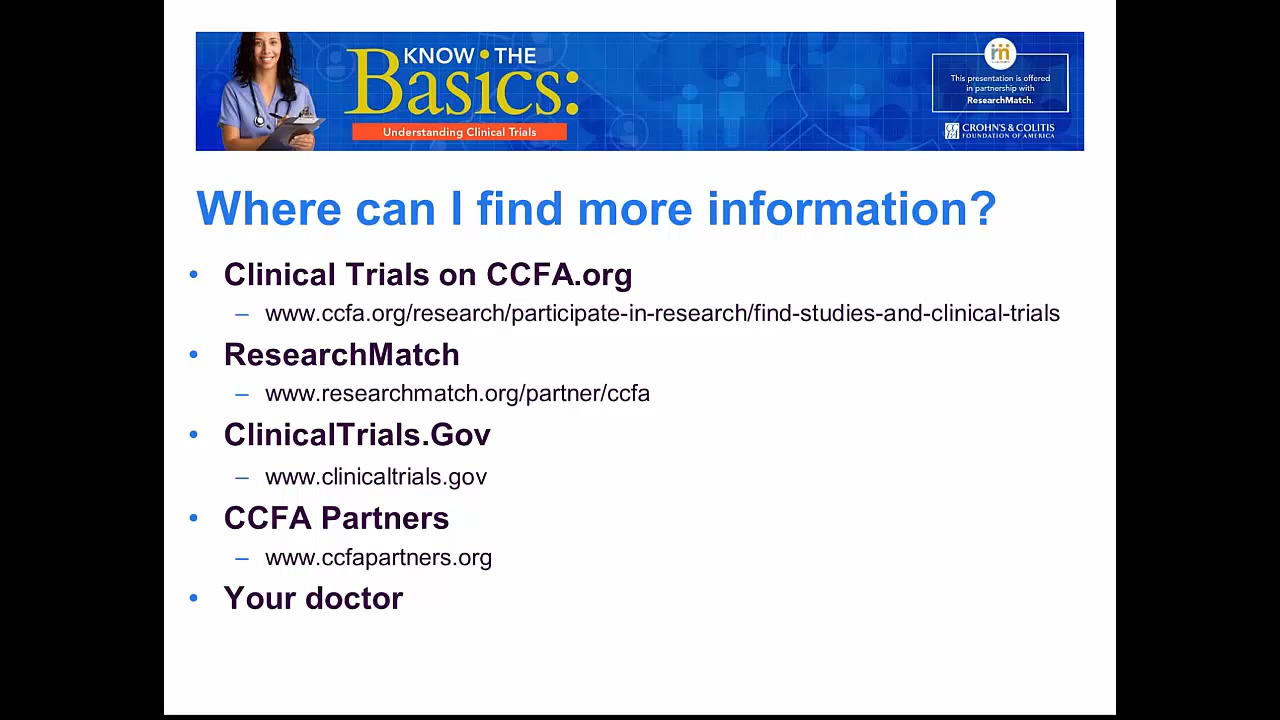 KNOW THE
Basics:
Understanding Clinical Trials
This presentation is offered
in partnership with
ResearchMatch.
CROHN'S & COLITIS
FOUNDATION OF AMERICA
Where can I find more information?
• Clinical Trials on CCFA.org
– www.ccfa.org/research/participate-in-research/find-studies-and-clinical-trials
• ResearchMatch
– www.researchmatch.org/partner/ccfa
• ClinicalTrials.Gov
– www.clinicaltrials.gov
• CCFA Partners
– www.ccfapartners.org
• Your doctor